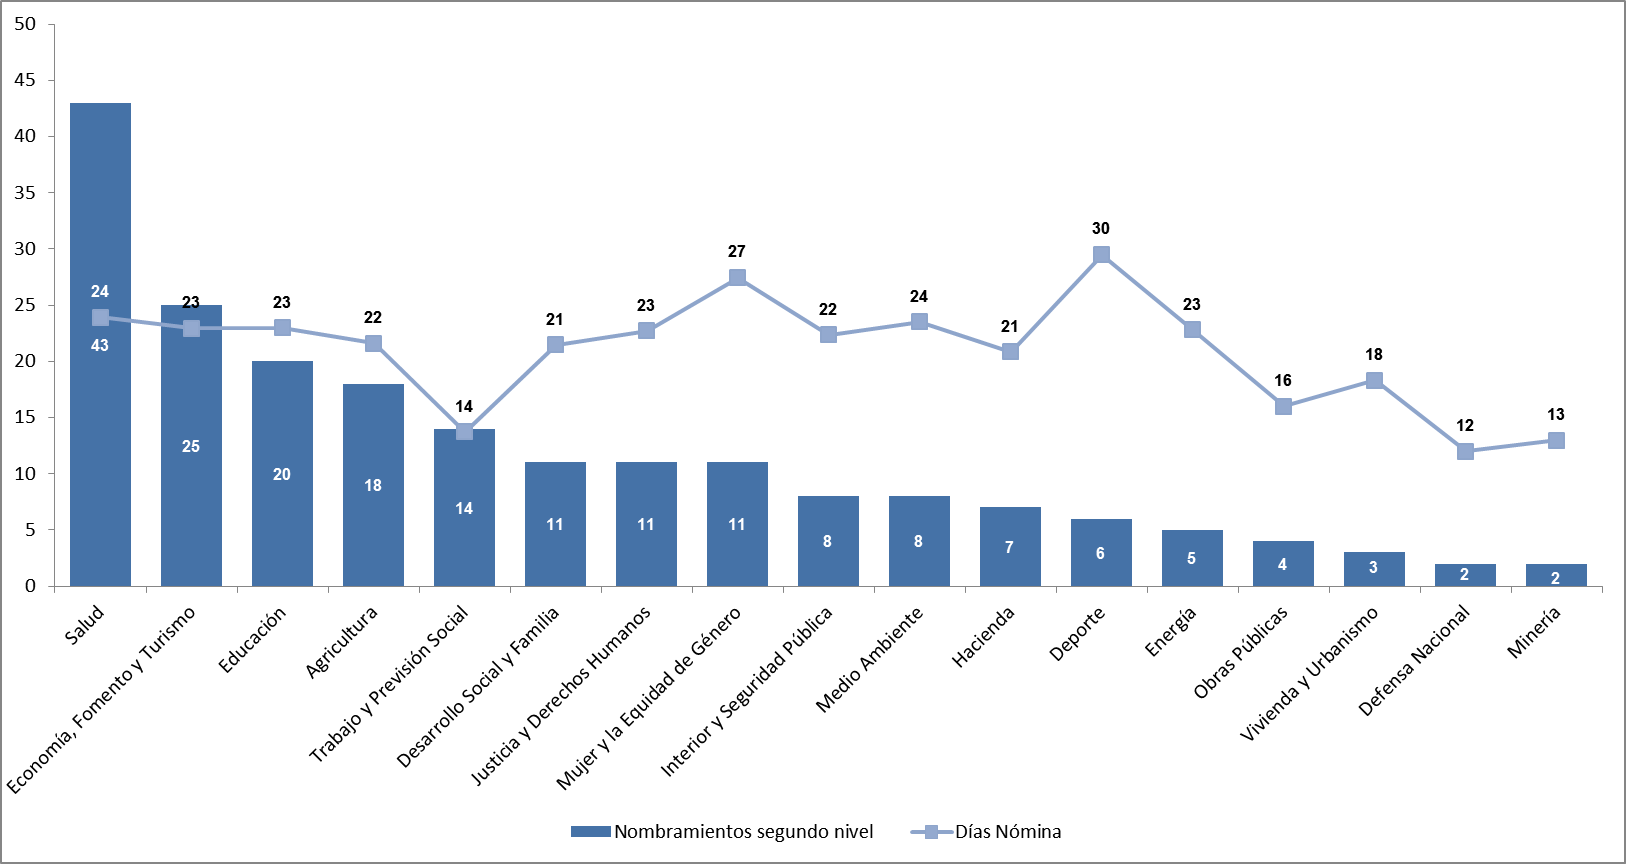 50
45
40
35
30
25
20
15
10
5
0
24 23 23 22 14 21 23 27 22 24 21 30 23 16 18 12 13
43 25 20 18 14 11 11 11 8 8 7 6 5 4 3 2 2
Salud
Economía, Fomento y Turismo
Educación
Agricultura
Trabajo y Previsión Social
Desarrollo Social y Familia
Justicia y Derechos Humanos
Mujer y la Equidad de Género
Interior y Seguridad Pública
Medio Ambiente
Hacienda
Deporte
Energía
Obras Públicas
Vivienda y Urbanismo
Defensa Nacional
Minería
Nombramientos segundo nivel
Días Nómina